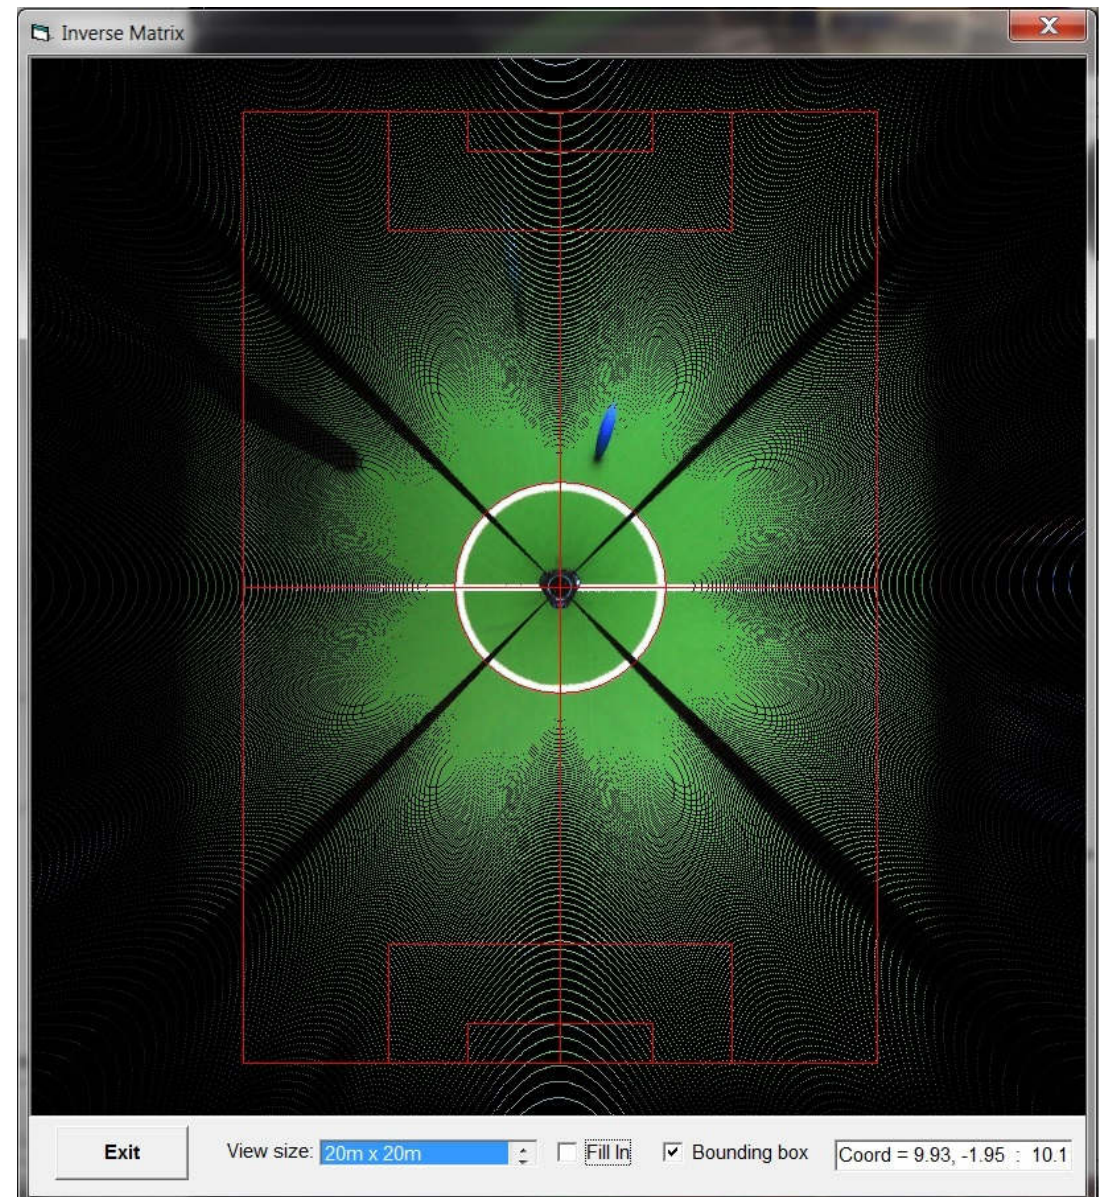 Inverse Matrix
Exit
View size: 20m x 20m
Fill In
Bounding box
Coord = 9.93, -1.95 : 10.1